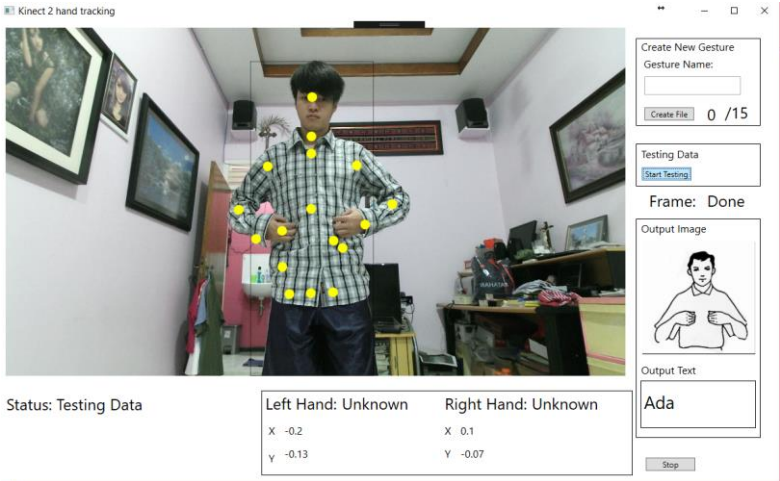 Kinect 2 hand tracking
Create New Gesture
Gesture Name:
Create File 0 /15
Testing Data
Start Testing
Frame: Done
Output Image
Output Text
Ada
Stop
Status: Testing Data
Left Hand: Unknown
X -0.2
Y -0.13
Right Hand: Unknown
X 0.1
Y -0.07